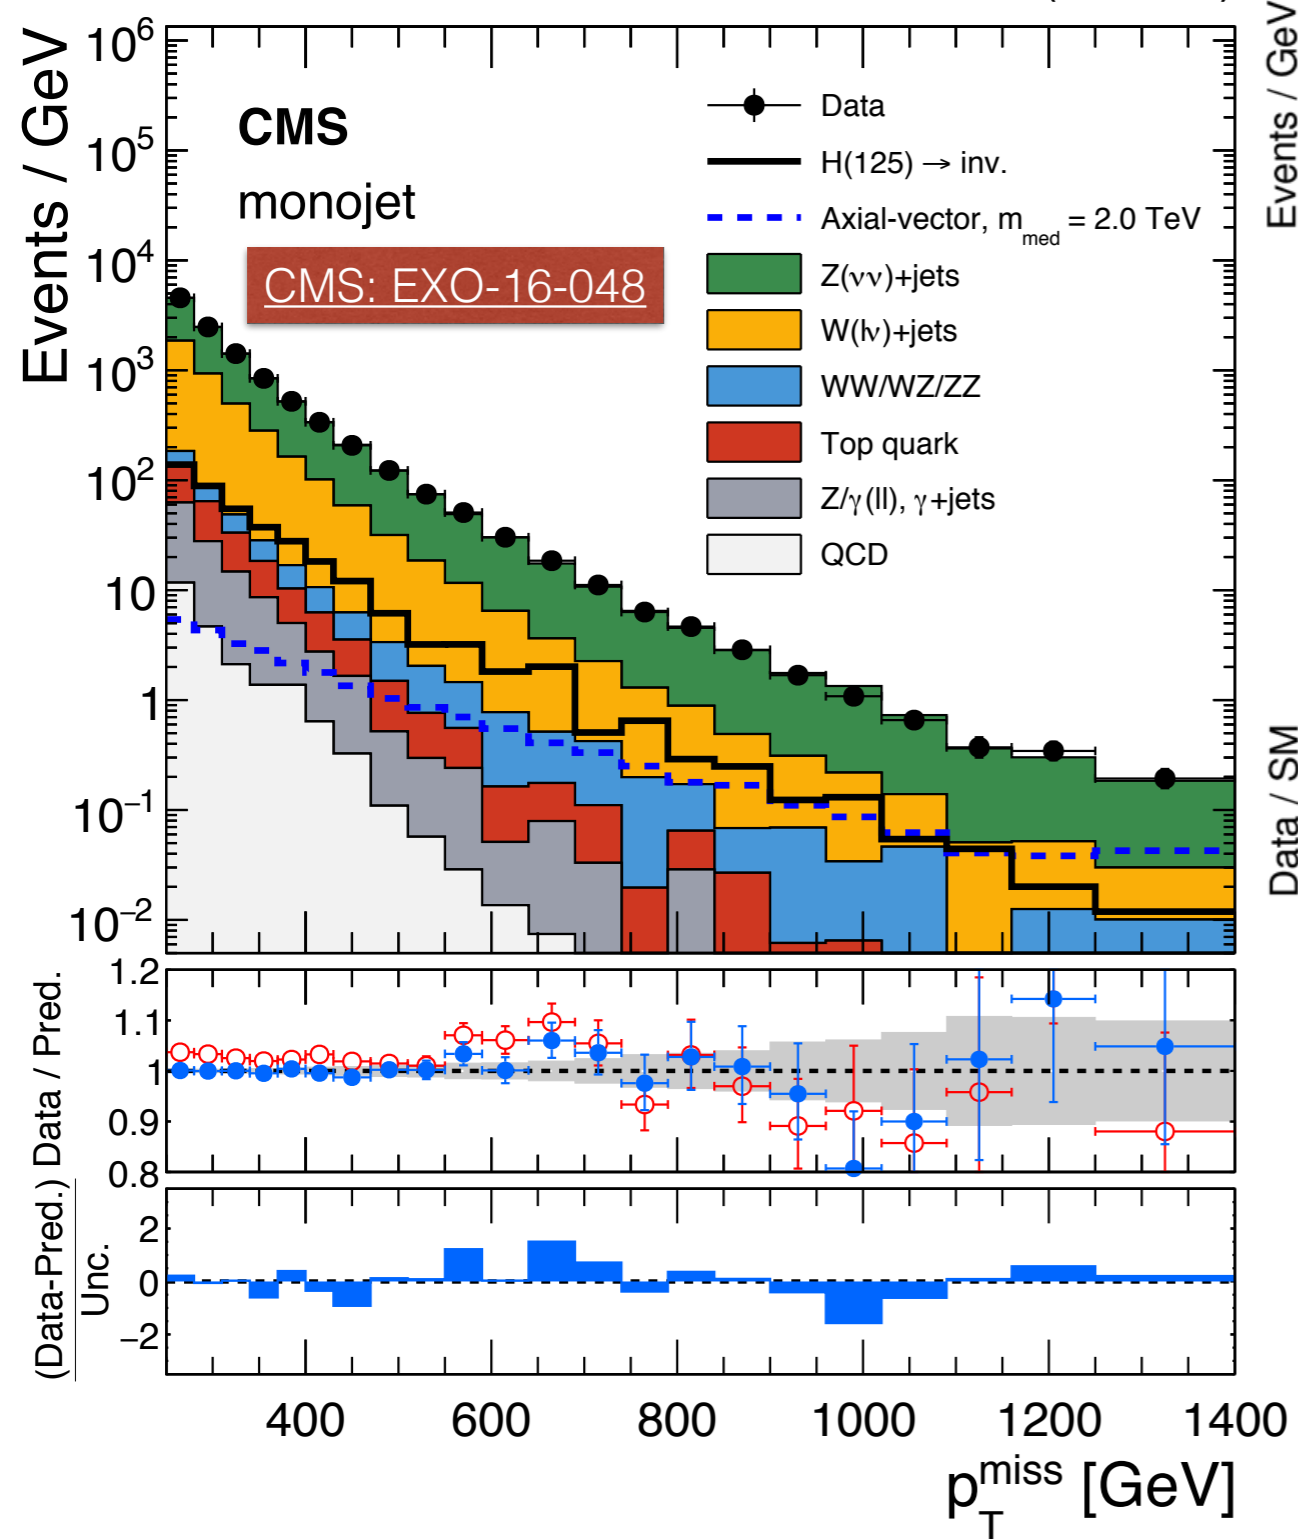 Events / GeV
10^6
10^5
10^4
10^3
10^2
10
1
10^−1
10^−2
CMS
monojet
CMS: EXO-16-048
Data
H(125) → inv.
Axial-vector, m_med = 2.0 TeV
Z(νν)+jets
W(lν)+jets
WW/WZ/ZZ
Top quark
Z/γ(ll), γ+jets
QCD
Events / GeV
Data / SM
Data / Pred.
1.2
1.1
1
0.9
0.8
(Data-Pred.)
Unc.
2
0
−2
400 600 800 1000 1200 1400
p_T^miss [GeV]